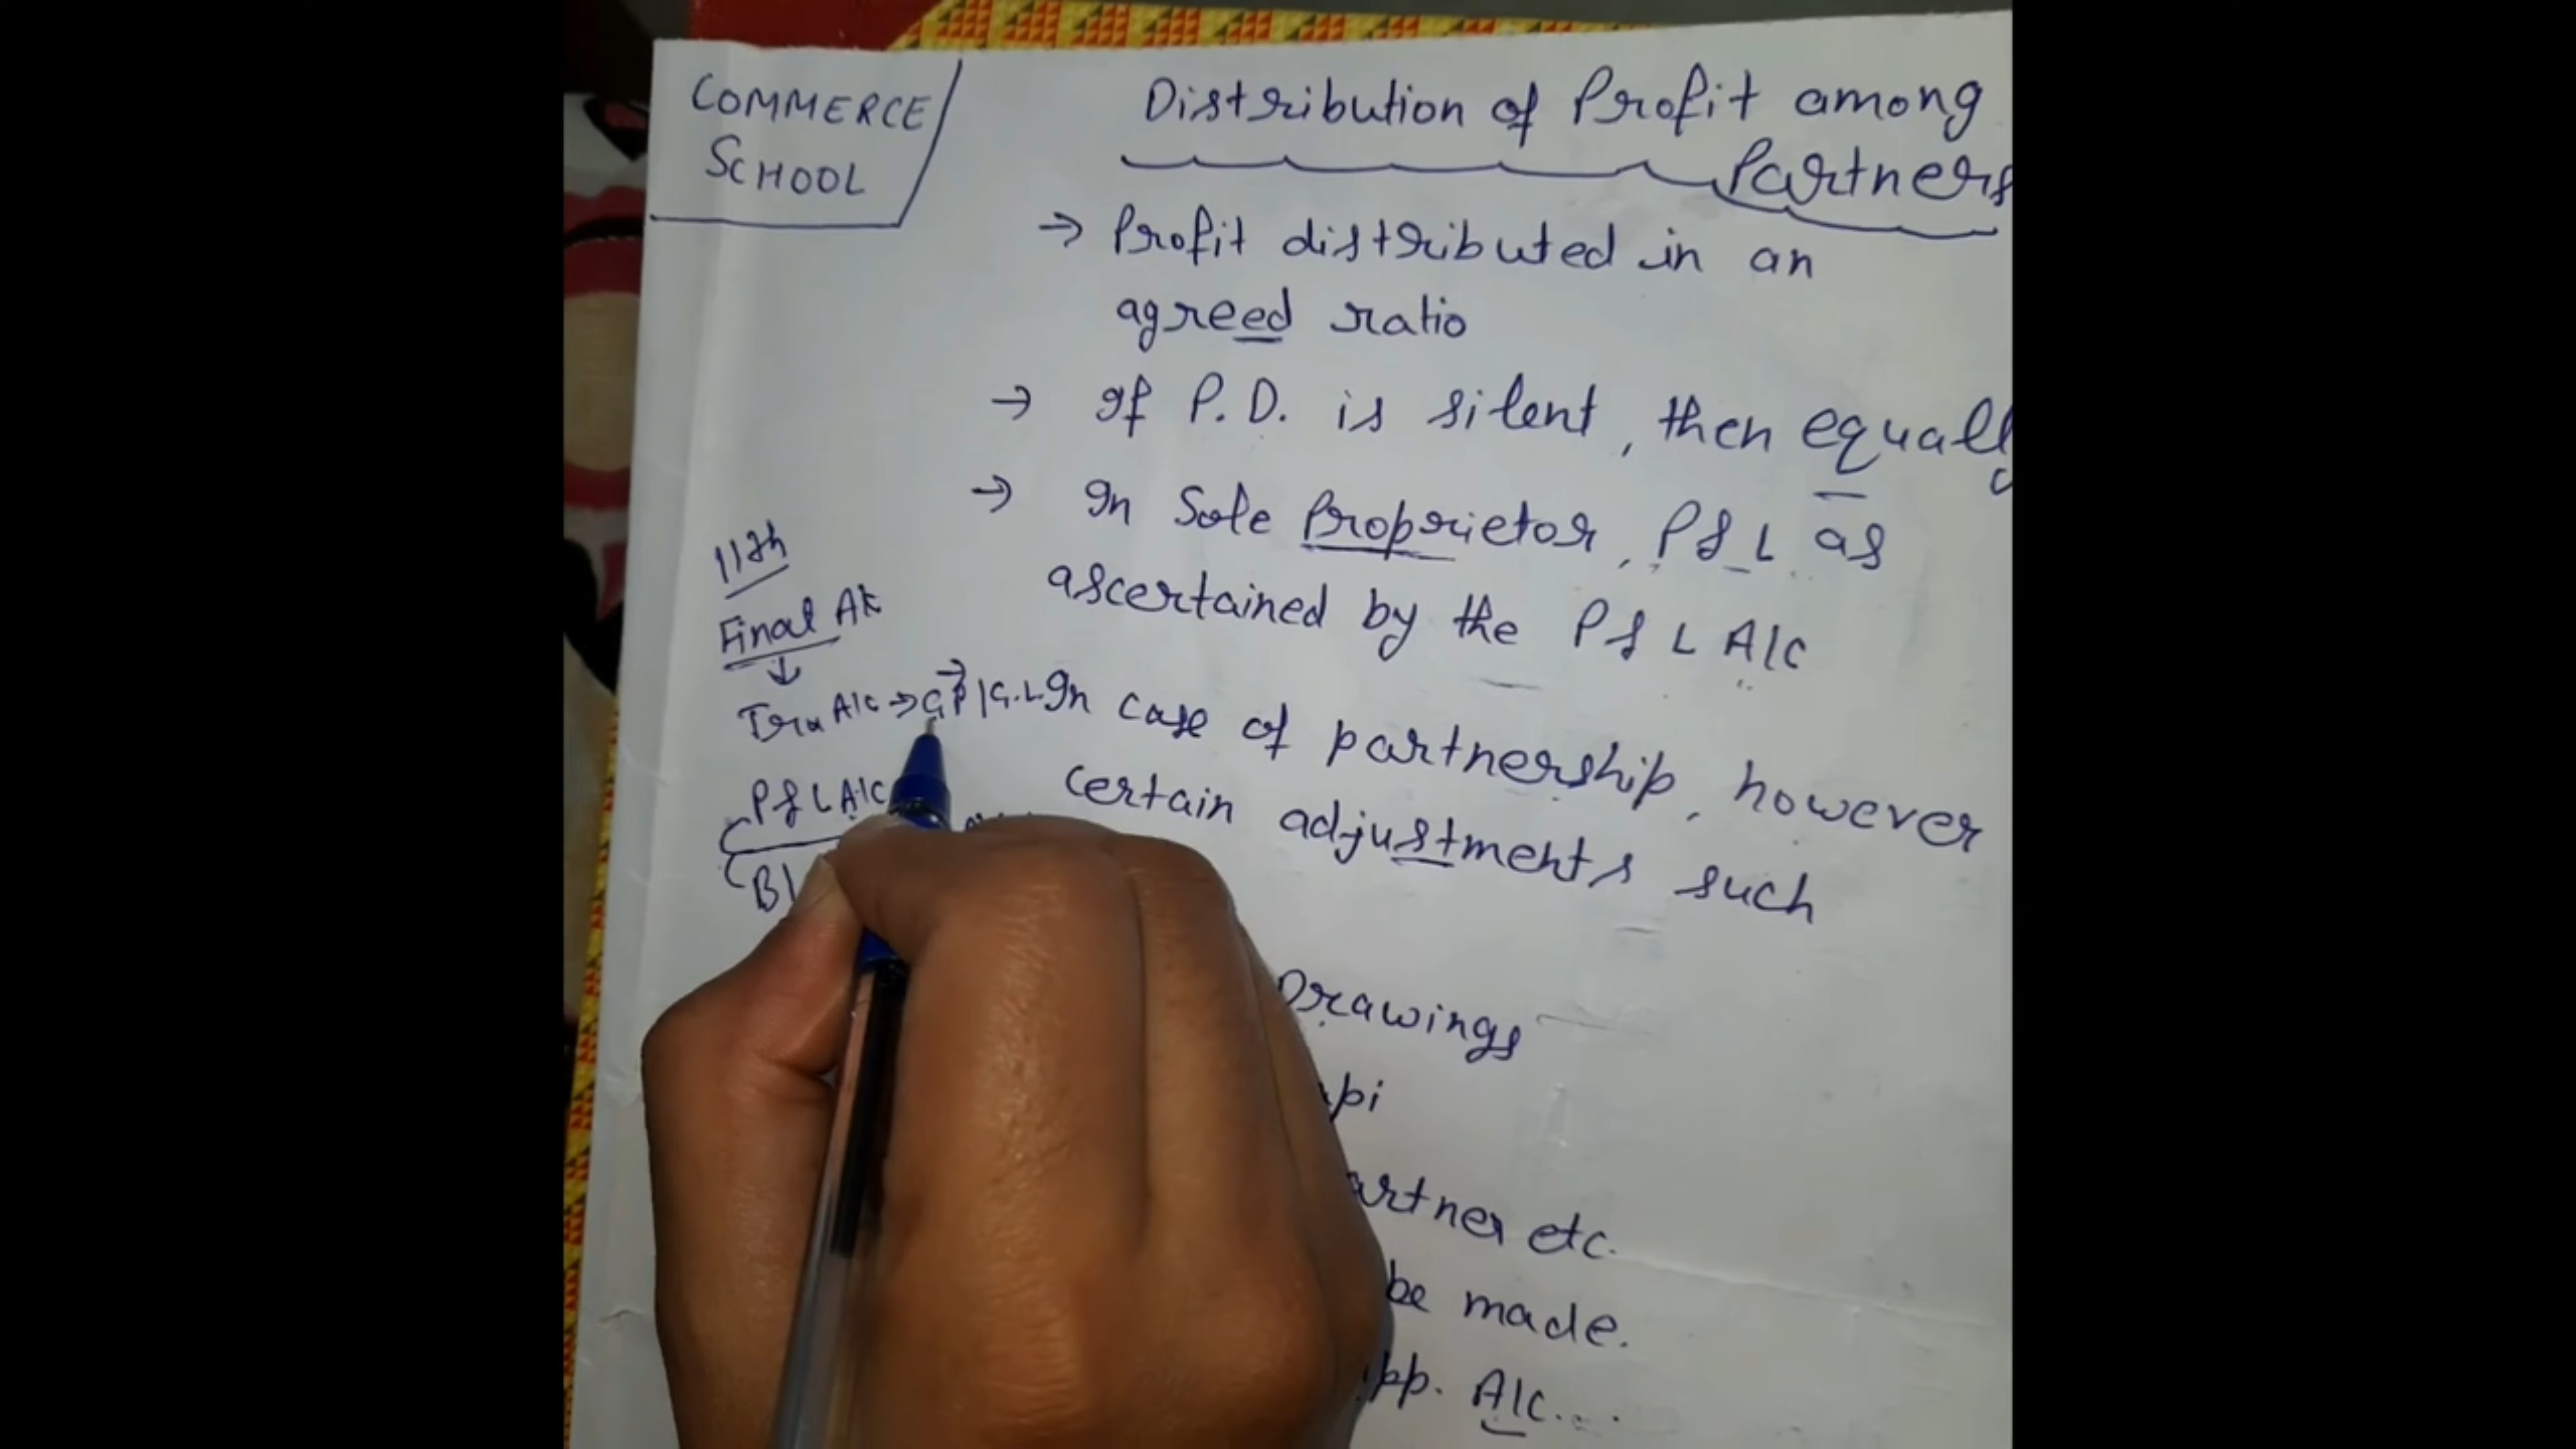 COMMERCE
SCHOOL
Distribution of Profit among
Partners
→ Profit distributed in an
agreed ratio
→ If P.D. is silent, then equally
→ In Sole Proprietor, P & L as
ascertained by the P & L A/c
→ In case of partnership, however
certain adjustments such
Drawings
artner etc.
be made.
pp. A/c...
11th
Final A/c
↓
Tra A/c → GP/G.L
P & L A/c